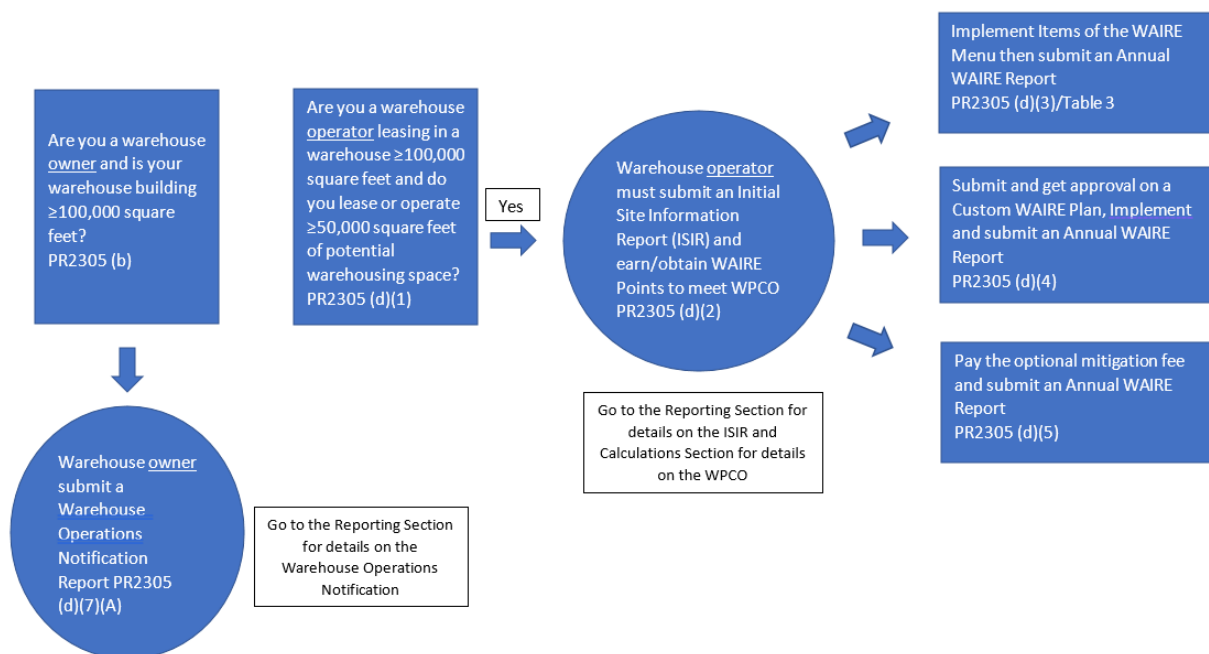 Are you a warehouse
owner and is your
warehouse building
≥100,000 square
feet?
PR2305 (b)
Warehouse owner
submit a
Warehouse
Operations
Notification
Report PR2305
(d)(7)(A)
Go to the Reporting Section
for details on the
Warehouse Operations
Notification
Are you a warehouse
operator leasing in a
warehouse ≥100,000
square feet and do
you lease or operate
≥50,000 square feet
of potential
warehousing space?
PR2305 (d)(1)
Yes
Warehouse operator
must submit an Initial
Site Information
Report (ISIR) and
earn/obtain WAIRE
Points to meet WPCO
PR2305 (d)(2)
Go to the Reporting Section for
details on the ISIR and
Calculations Section for details
on the WPCO
Implement Items of the WAIRE
Menu then submit an Annual
WAIRE Report
PR2305 (d)(3)/Table 3
Submit and get approval on a
Custom WAIRE Plan, Implement
and submit an Annual WAIRE
Report
PR2305 (d)(4)
Pay the optional mitigation fee
and submit an Annual WAIRE
Report
PR2305 (d)(5)